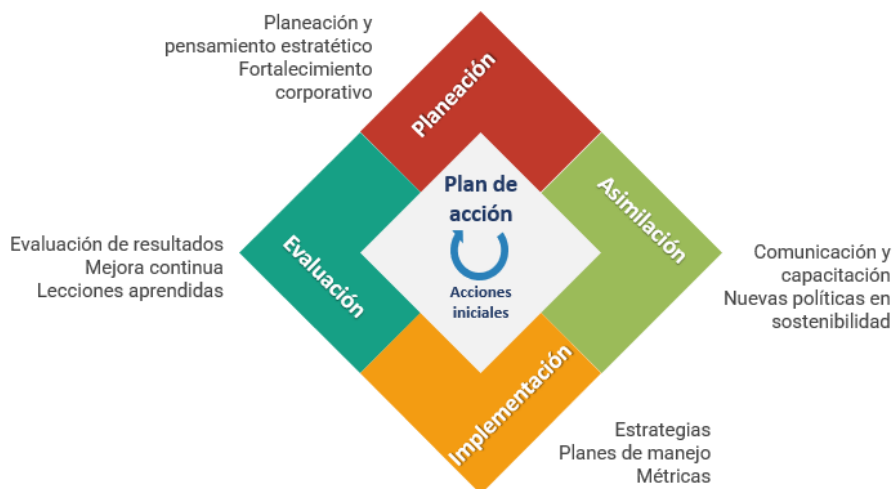 Planeación y
pensamiento estratético
Fortalecimiento
corporativo
Planeación
Asimilación
Comunicación y
capacitación
Nuevas políticas en
sostenibilidad
Implementación
Estrategias
Planes de manejo
Métricas
Evaluación
Evaluación de resultados
Mejora continua
Lecciones aprendidas
Plan de
acción
Acciones
iniciales